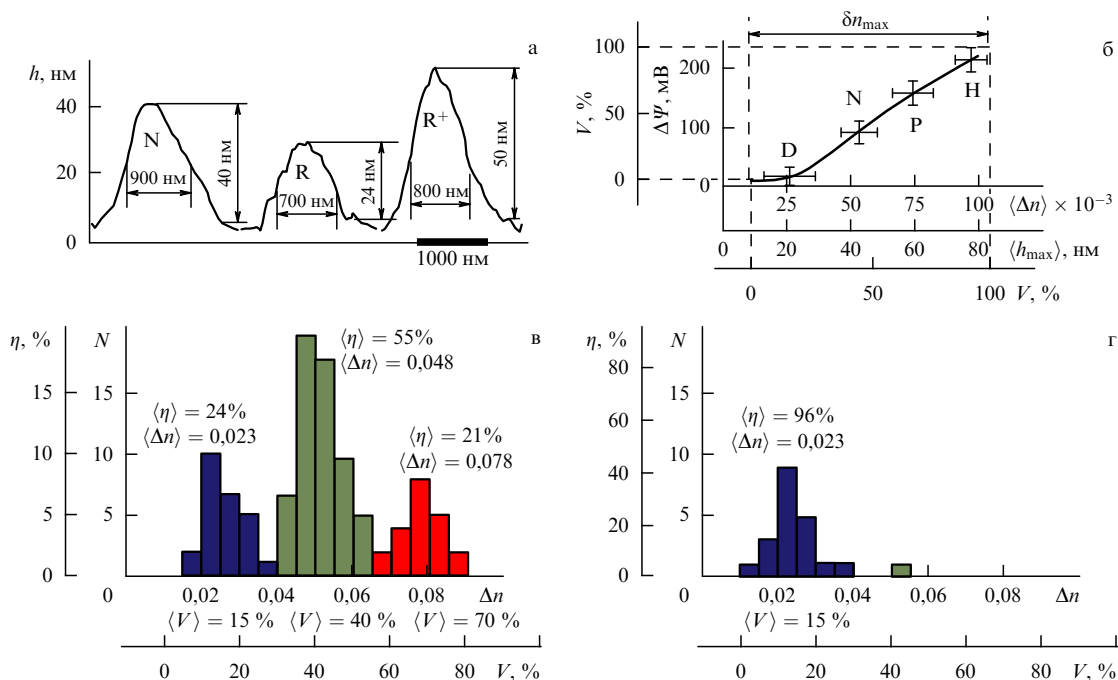 а
h, нм
40
20
0
N
R
R⁺
900 нм
40 нм
700 нм
24 нм
800 нм
50 нм
1000 нм
б
δn_max
V, %
100
50
0
ΔΨ, мВ
200
100
0
D
N
P
H
25 50 75 100 ⟨Δn⟩ × 10⁻³
0 20 40 60 80 ⟨h_max⟩, нм
0 50 100 V, %
в
η, %
15
10
5
0
N
15
10
5
⟨η⟩ = 24%
⟨Δn⟩ = 0,023
⟨η⟩ = 55%
⟨Δn⟩ = 0,048
⟨η⟩ = 21%
⟨Δn⟩ = 0,078
0 0,02 0,04 0,06 0,08 Δn
⟨V⟩ = 15 % ⟨V⟩ = 40 % ⟨V⟩ = 70 %
0 20 40 60 80 V, %
г
η, %
80
60
40
20
0
N
15
10
5
⟨η⟩ = 96%
⟨Δn⟩ = 0,023
0 0,02 0,04 0,06 0,08 Δn
⟨V⟩ = 15 %
0 20 40 60 80 V, %